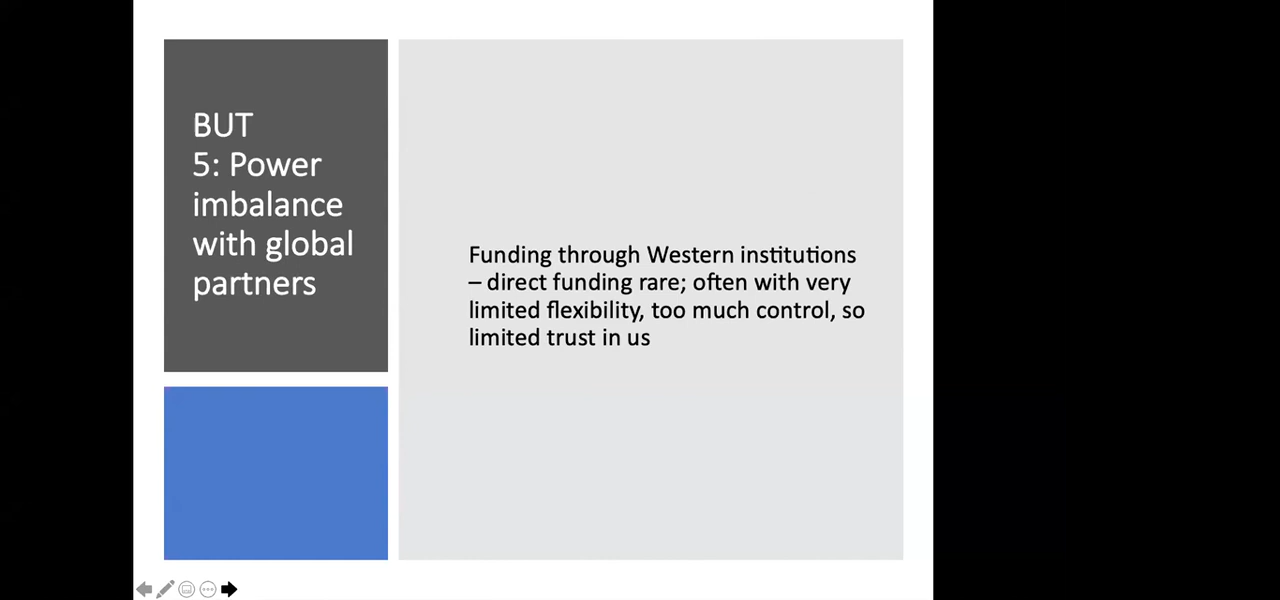 BUT
5: Power
imbalance
with global
partners
Funding through Western institutions
– direct funding rare; often with very
limited flexibility, too much control, so
limited trust in us